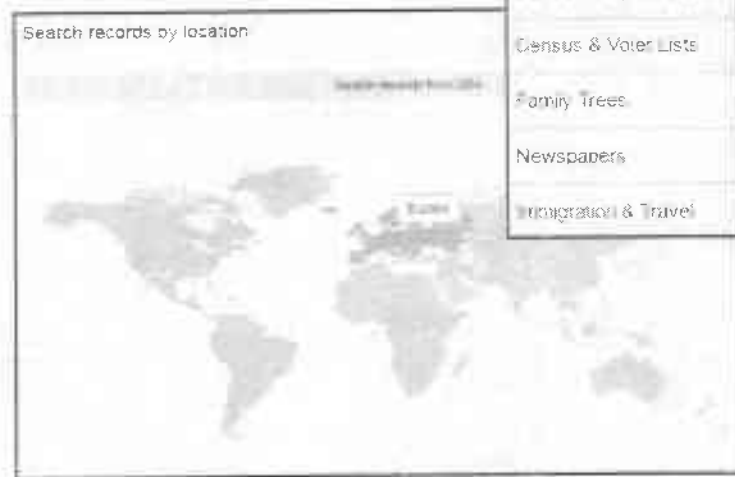 Search records by location
Census & Voter Lists
Family Trees
Newspapers
Immigration & Travel
Europe